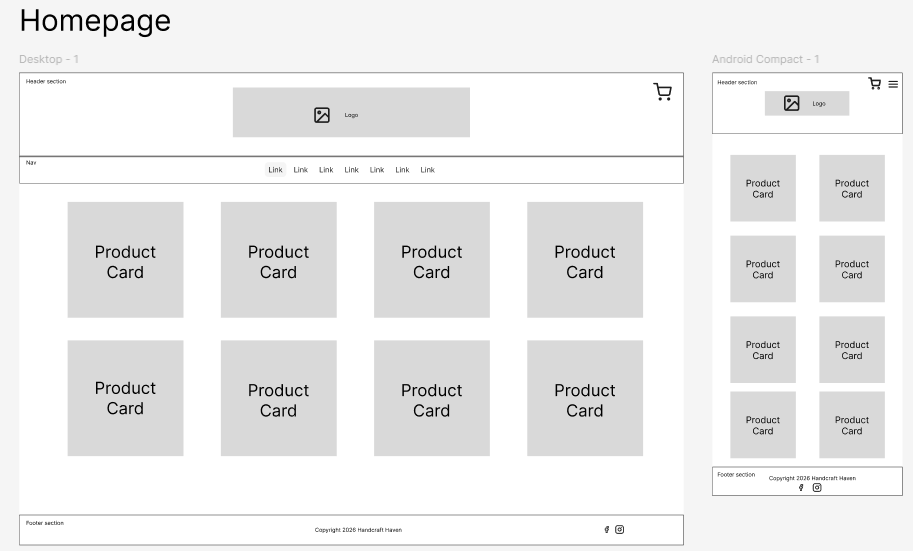 Homepage
Desktop - 1
Header section
Logo
Nav
Link Link Link Link Link Link Link
Product
Card
Product
Card
Product
Card
Product
Card
Product
Card
Product
Card
Product
Card
Product
Card
Footer section
Copyright 2026 Handcraft Haven
Android Compact - 1
Header section
Logo
Product
Card
Product
Card
Product
Card
Product
Card
Product
Card
Product
Card
Product
Card
Product
Card
Footer section
Copyright 2026 Handcraft Haven